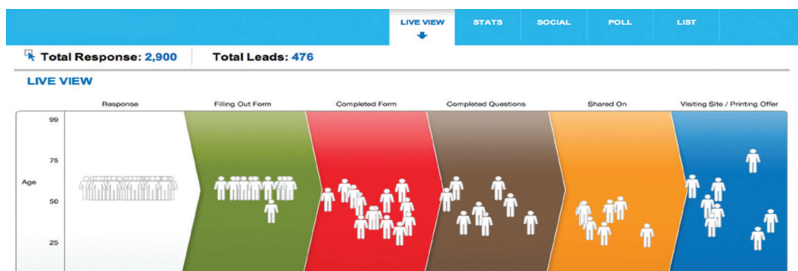 LIVE VIEW STATS SOCIAL POLL LIST
Total Response: 2,900 Total Leads: 476
LIVE VIEW
Response Filling Out Form Completed Form Completed Questions Shared On Visiting Site / Printing Offer
99
75
Age
50
25